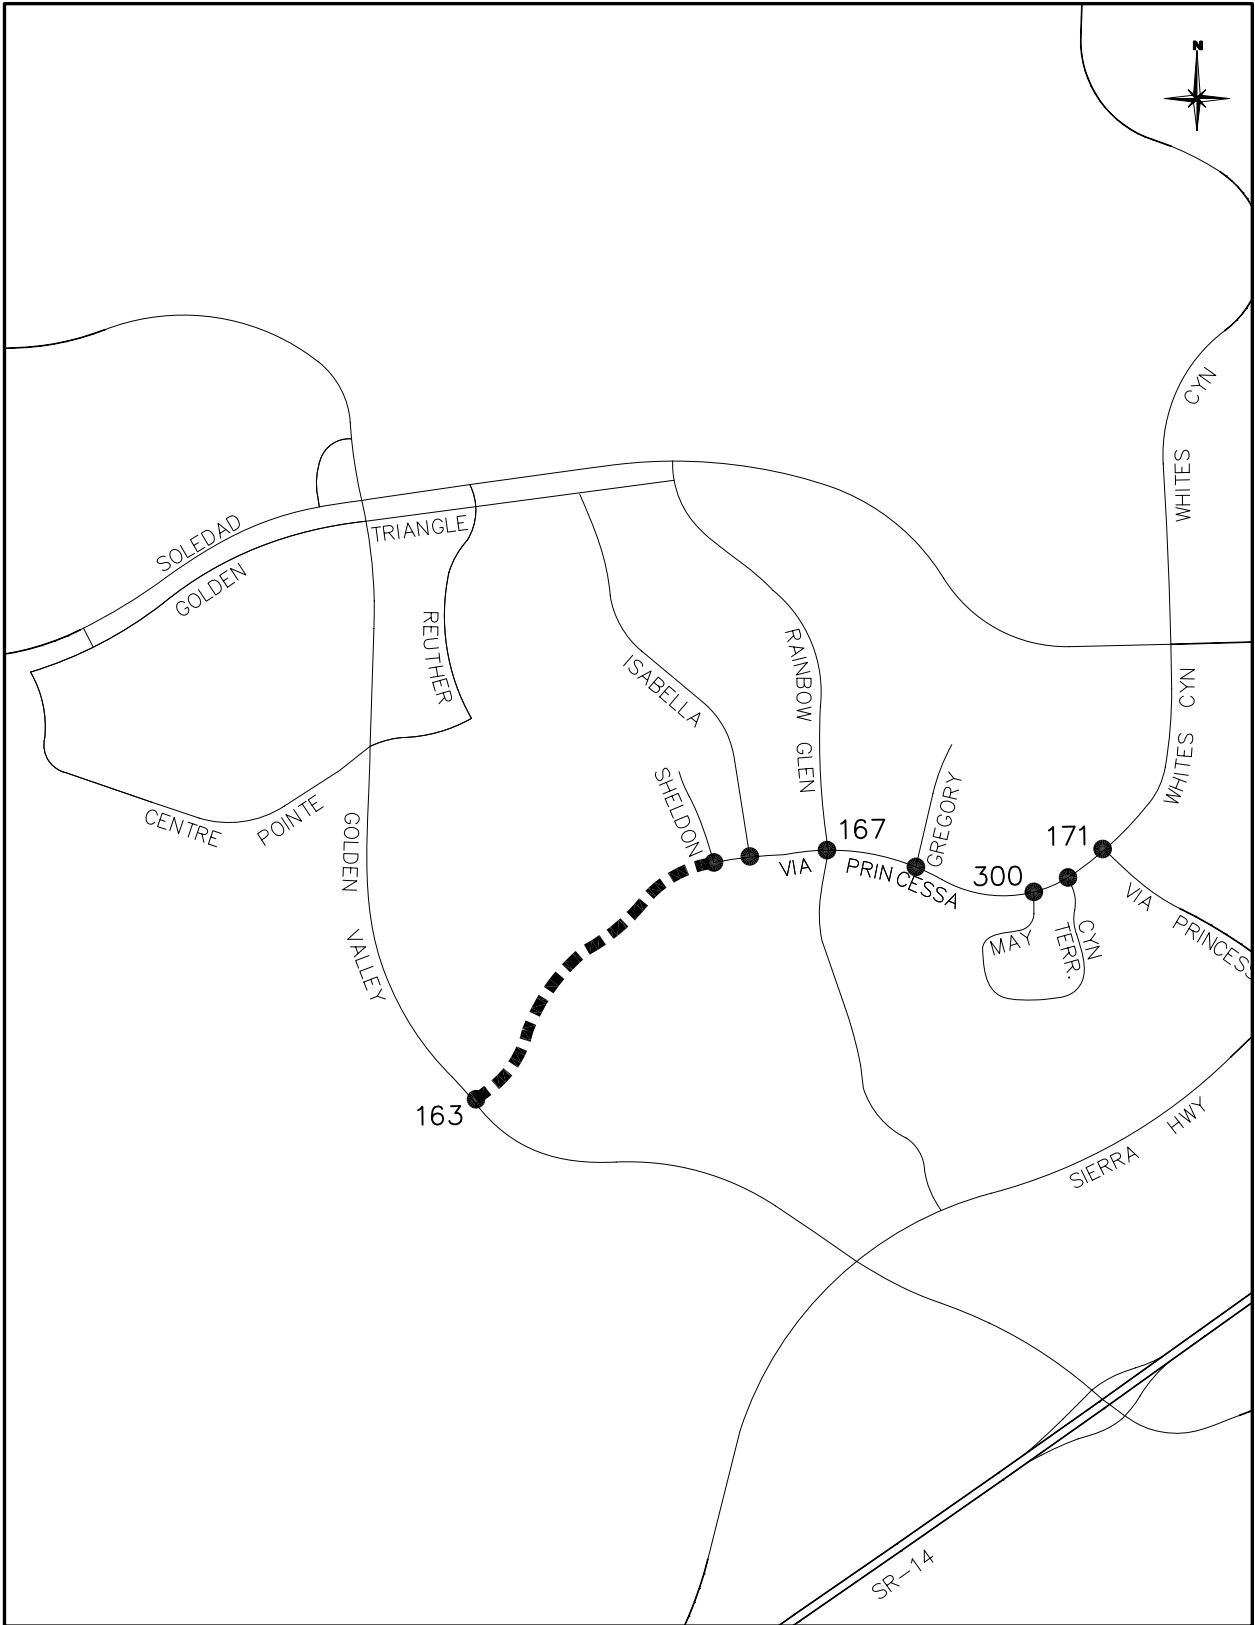 N
WHITES CYN
SOLEDAD
GOLDEN
TRIANGLE
REUTHER
ISABELLA
RAINBOW GLEN
WHITES CYN
SHELDON
GREGORY
CENTRE POINTE
GOLDEN VALLEY
167
171
300
VIA PRINCESSA
VIA PRINCESS
MAY
CYN
TERR.
163
SIERRA HWY
SR-14